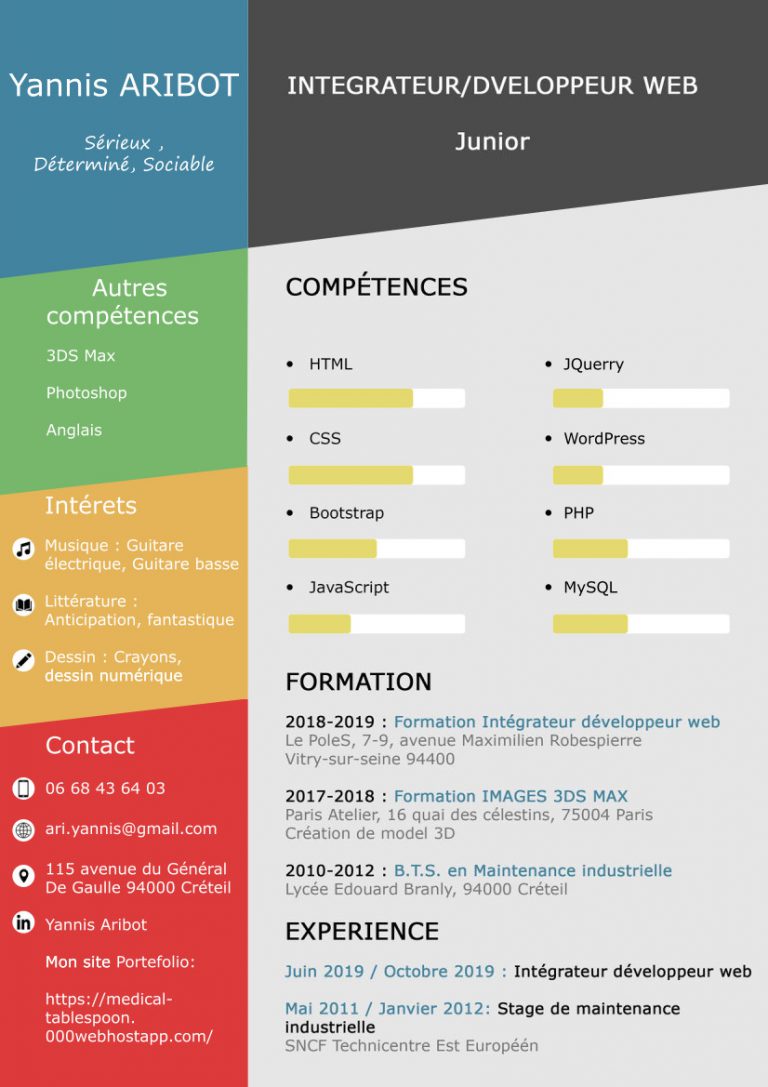 Yannis ARIBOT
Sérieux ,
Déterminé, Sociable
INTEGRATEUR/DVELOPPEUR WEB
Junior
Autres
compétences
3DS Max
Photoshop
Anglais
Intérets
Musique : Guitare
électrique, Guitare basse
Littérature :
Anticipation, fantastique
Dessin : Crayons,
dessin numérique
Contact
06 68 43 64 03
ari.yannis@gmail.com
115 avenue du Général
De Gaulle 94000 Créteil
in
Yannis Aribot
Mon site Portefolio:
https://medical-
tablespoon.
000webhostapp.com/
COMPÉTENCES
• HTML
• CSS
• Bootstrap
• JavaScript
• JQuerry
• WordPress
• PHP
• MySQL
FORMATION
2018-2019 : Formation Intégrateur développeur web
Le PoleS, 7-9, avenue Maximilien Robespierre
Vitry-sur-seine 94400
2017-2018 : Formation IMAGES 3DS MAX
Paris Atelier, 16 quai des célestins, 75004 Paris
Création de model 3D
2010-2012 : B.T.S. en Maintenance industrielle
Lycée Edouard Branly, 94000 Créteil
EXPERIENCE
Juin 2019 / Octobre 2019 : Intégrateur développeur web
Mai 2011 / Janvier 2012: Stage de maintenance
industrielle
SNCF Technicentre Est Européén